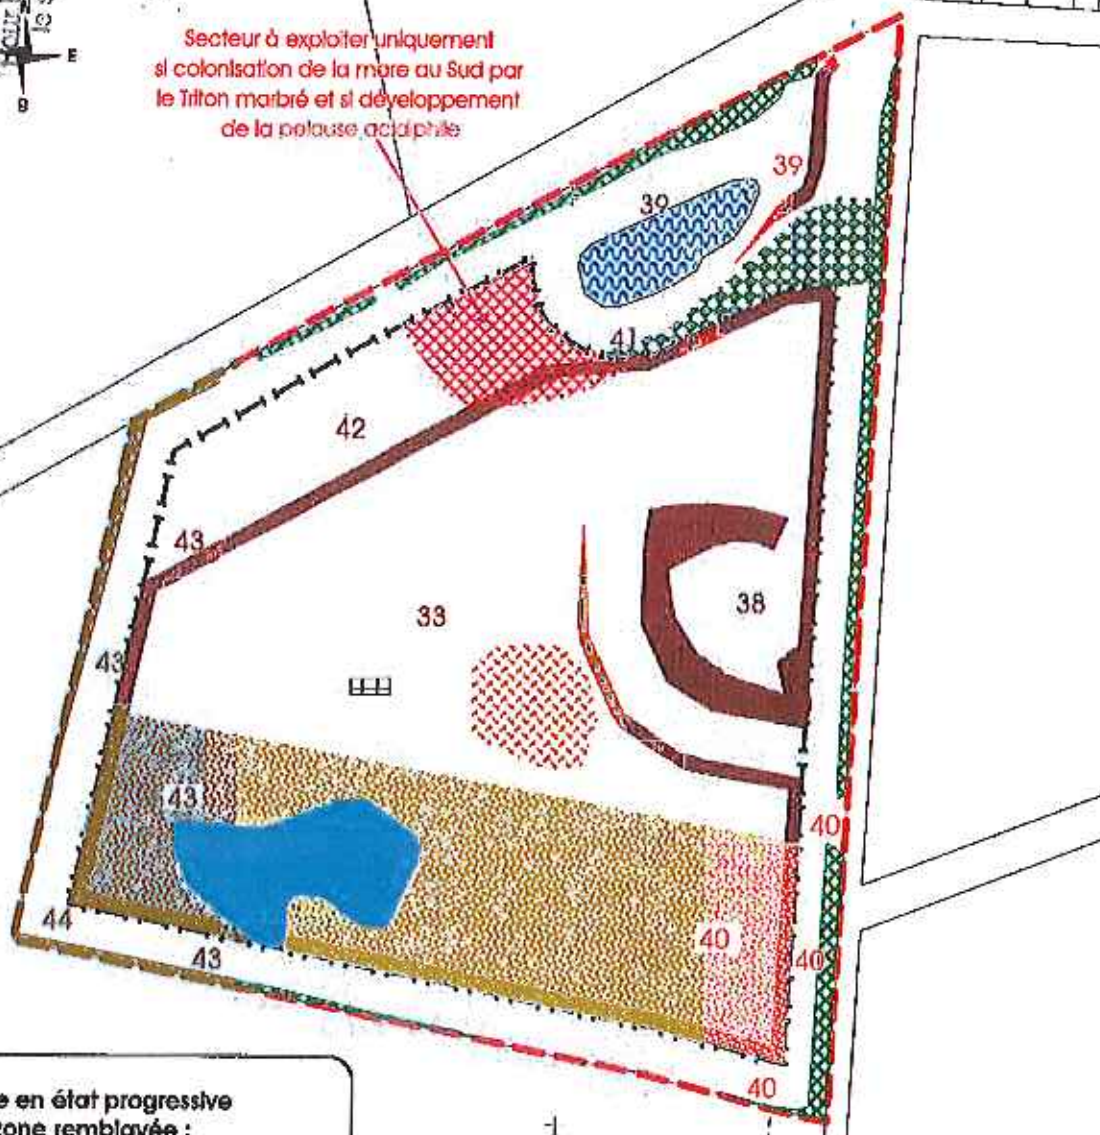 E
Secteur à exploiter uniquement
si colonisation de la mare au Sud par
le Triton marbré et si développement
de la pelouse acidiphile
39
39
41
42
43
33
38
43
43
40
44
40
40
43
40
e en état progressive
zone remblayée :